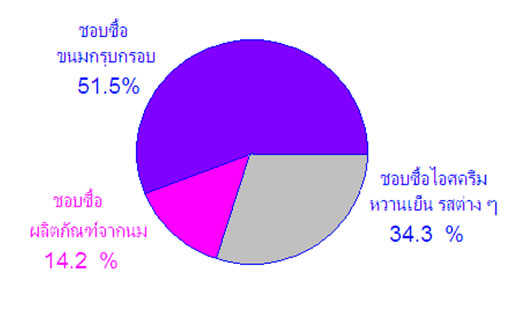 ชอบซื้อ
ขนมกรุบกรอบ
51.5%
ชอบซื้อไอศครีม
หวานเย็น รสต่าง ๆ
34.3 %
ชอบซื้อ
ผลิตภัณฑ์จากนม
14.2 %